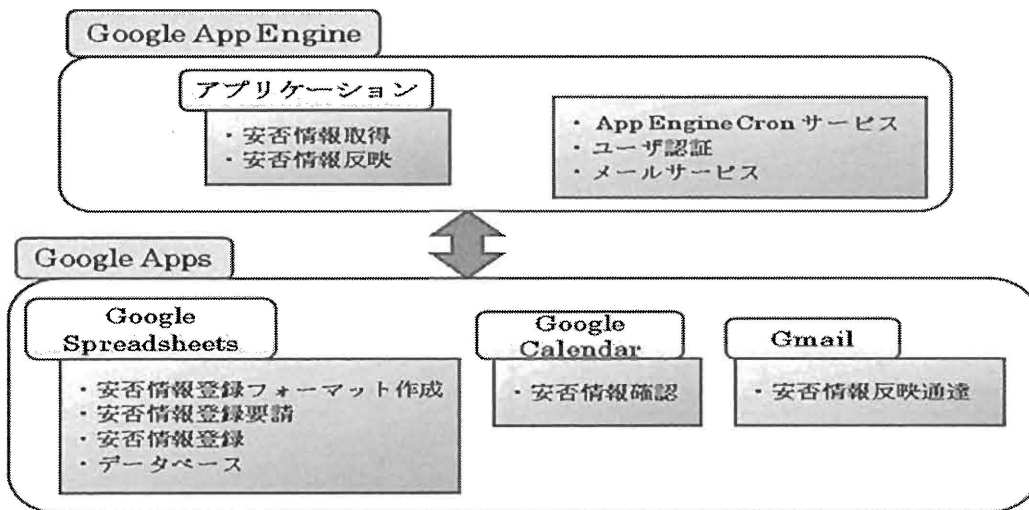 Google App Engine
アプリケーション
・安否情報取得
・安否情報反映
・App Engine Cron サービス
・ユーザ認証
・メールサービス
Google Apps
Google
Spreadsheets
・安否情報登録フォーマット作成
・安否情報登録要請
・安否情報登録
・データベース
Google
Calendar
・安否情報確認
Gmail
・安否情報反映通達